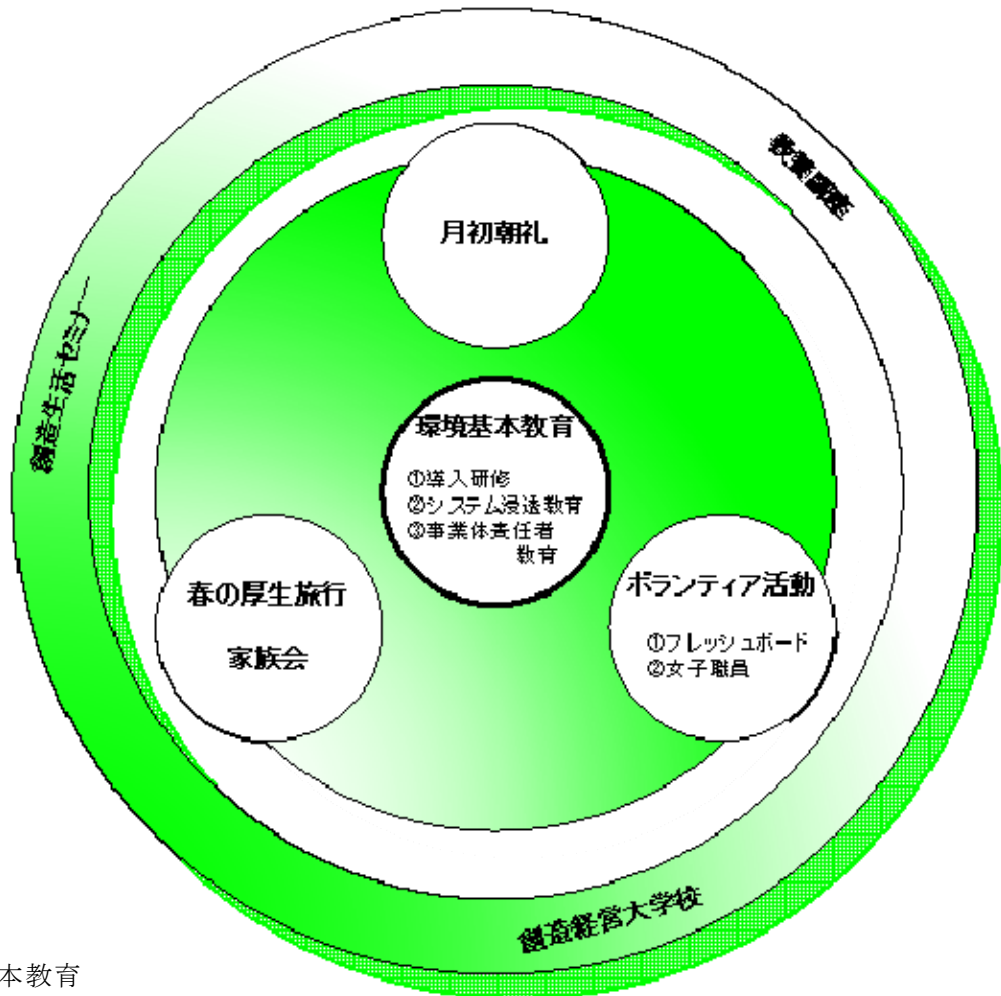 教養講座
月初朝礼
創造生活セミナー
環境基本教育
①導入研修
②システム浸透教育
③事業体責任者
教育
春の厚生旅行
家族会
ボランティア活動
①フレッシュボード
②女子職員
創造経営大学校
本教育